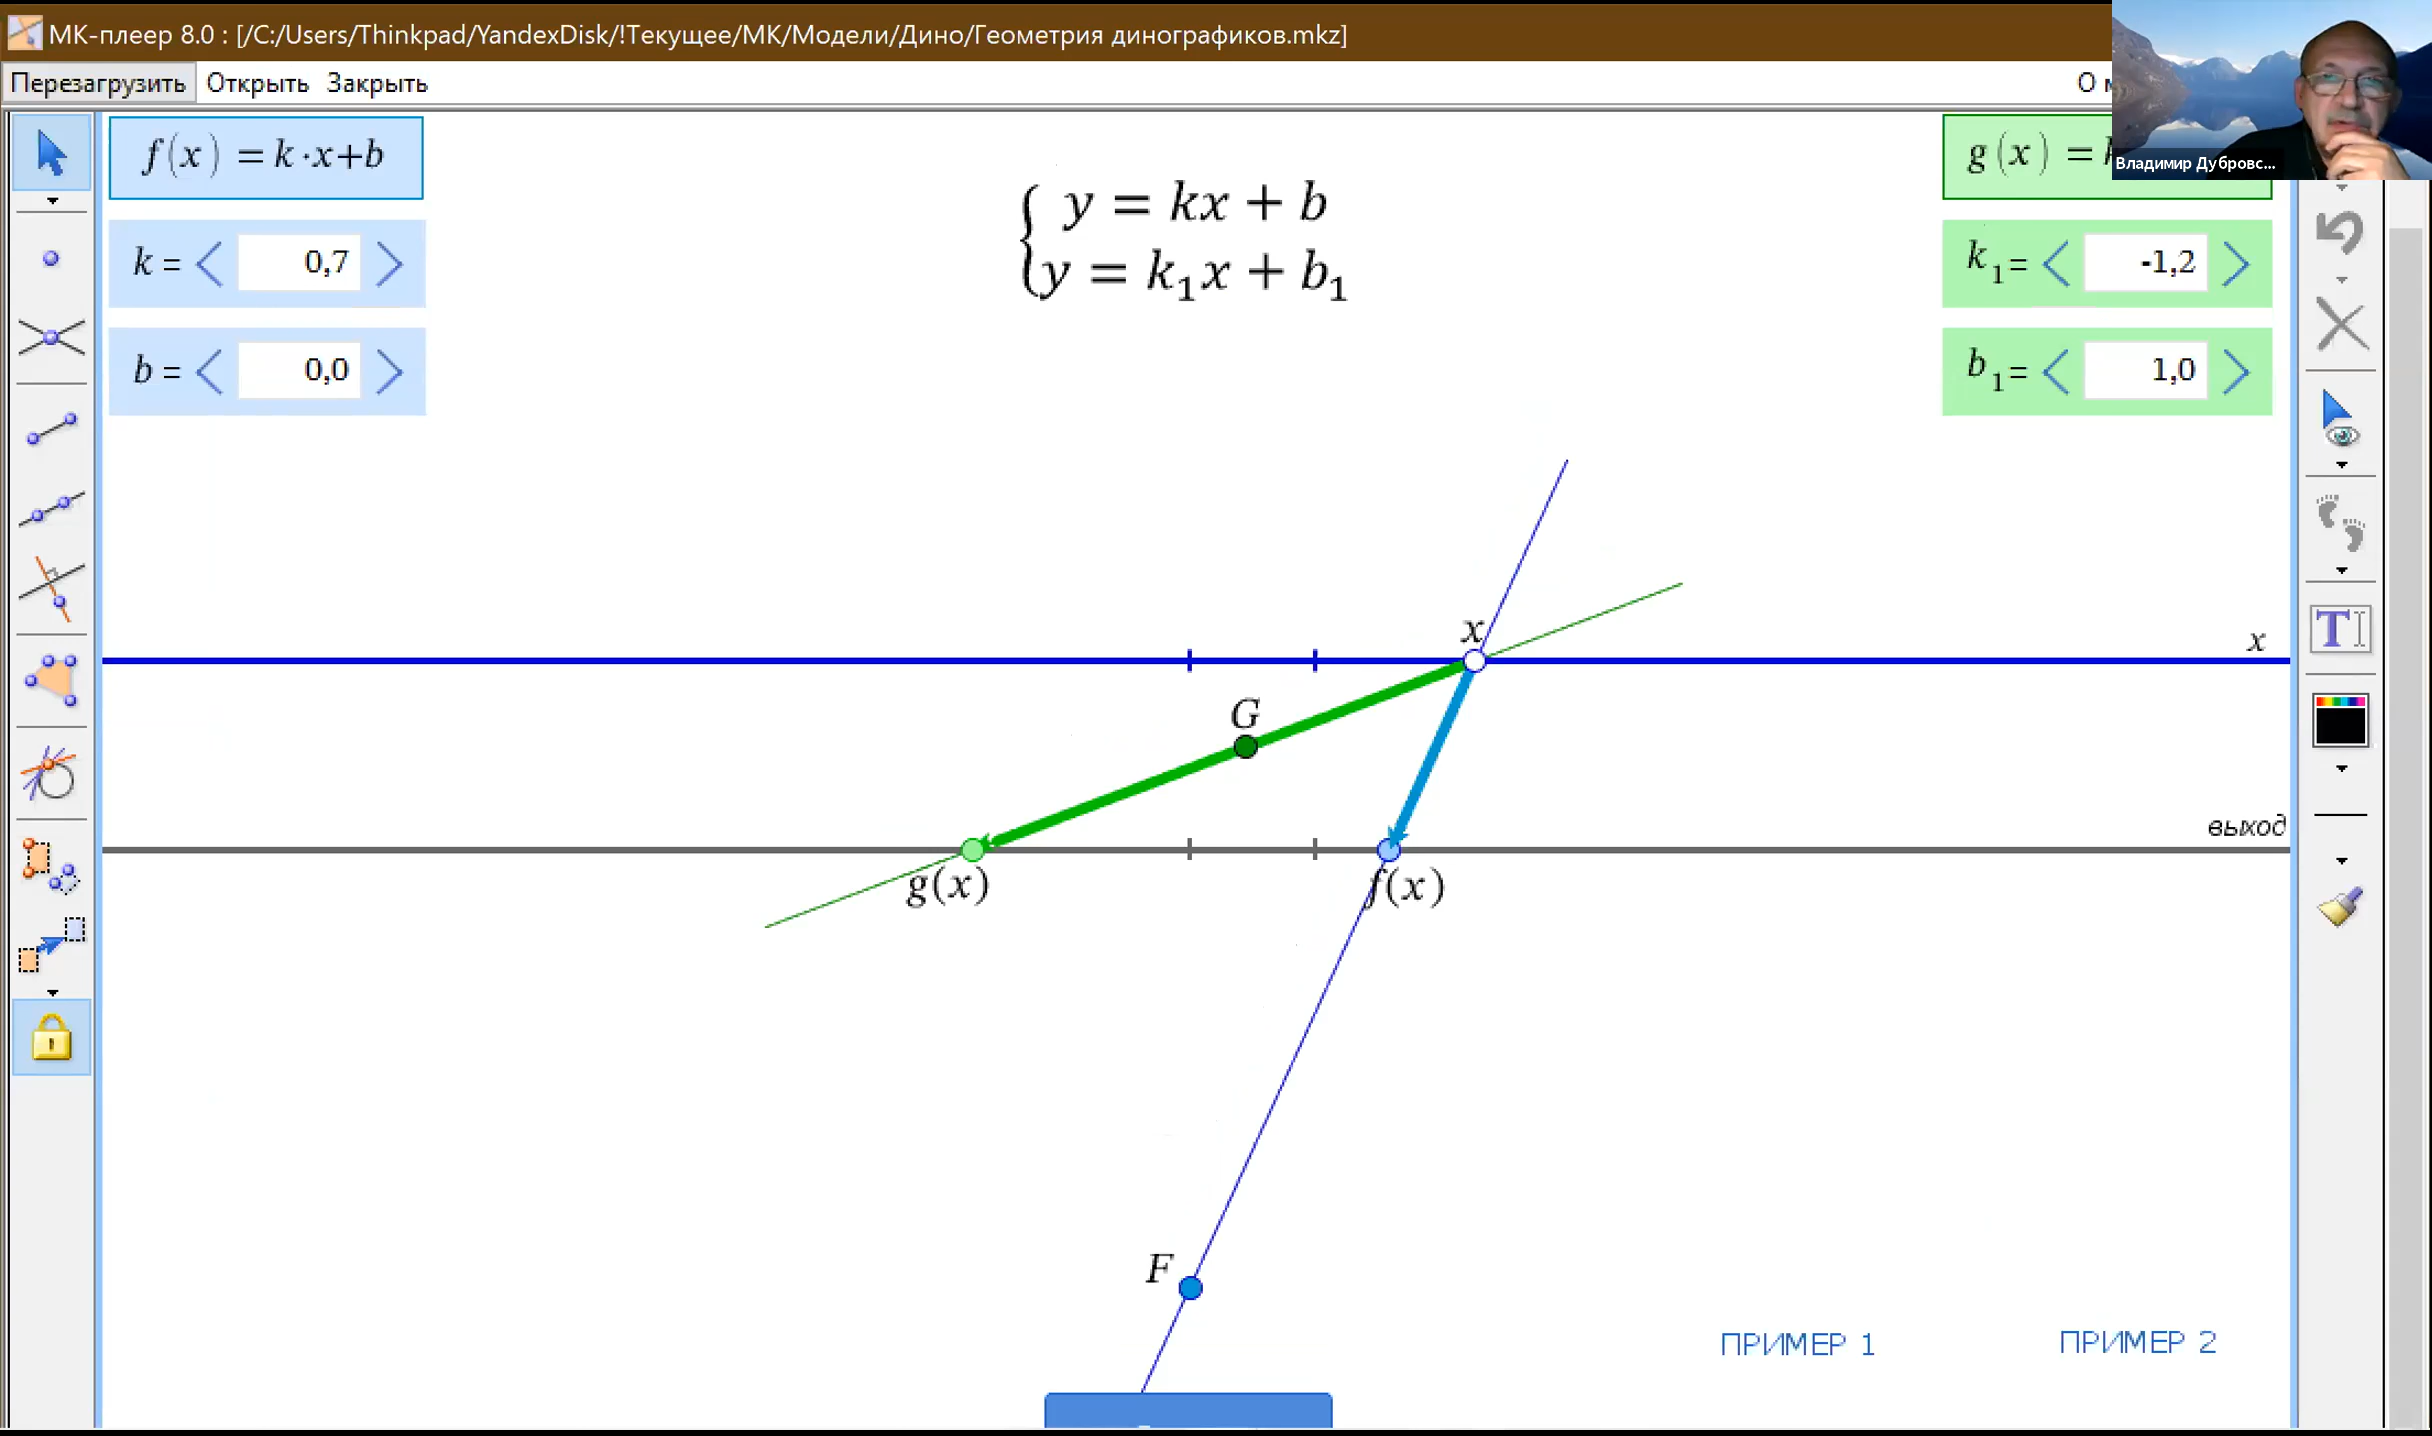 МК-плеер 8.0 : [/C:/Users/Thinkpad/YandexDisk/!Текущее/МК/Модели/Дино/Геометрия динографиков.mkz]
Перезагрузить Открыть Закрыть
О
Владимир Дубровс...
f(x) = k·x+b
g(x) =
k = 0,7
b = 0,0
y = kx + b
y = k₁x + b₁
k₁= -1,2
b₁= 1,0
x
x
G
выход
g(x)
f(x)
F
ПРИМЕР 1
ПРИМЕР 2
T